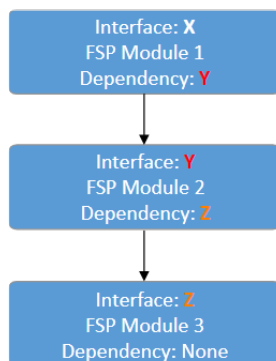 Interface: X
FSP Module 1
Dependency: Y
Interface: Y
FSP Module 2
Dependency: Z
Interface: Z
FSP Module 3
Dependency: None